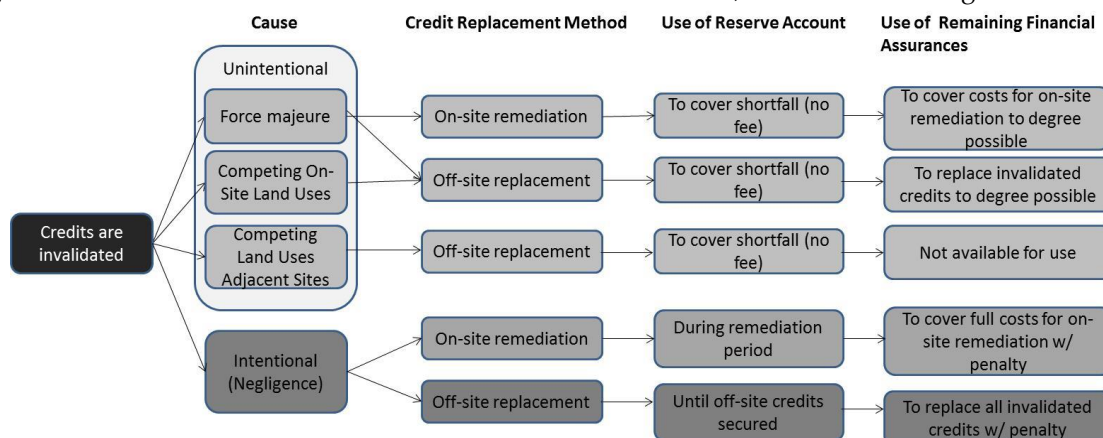 Cause
Credit Replacement Method
Use of Reserve Account
Use of Remaining Financial
Assurances
Unintentional
Force majeure
On-site remediation
To cover shortfall (no
fee)
To cover costs for on-site
remediation to degree
possible
Competing On-
Site Land Uses
Off-site replacement
To cover shortfall (no
fee)
To replace invalidated
credits to degree possible
Credits are
invalidated
Competing
Land Uses
Adjacent Sites
Off-site replacement
To cover shortfall (no
fee)
Not available for use
Intentional
(Negligence)
On-site remediation
During remediation
period
To cover full costs for on-
site remediation w/
penalty
Off-site replacement
Until off-site credits
secured
To replace all invalidated
credits w/ penalty